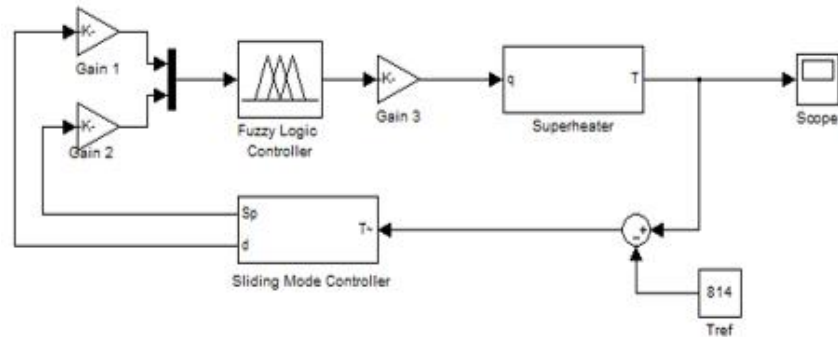 K-
Gain 1
K-
Gain 2
Fuzzy Logic
Controller
K-
Gain 3
q
T
Superheater
Scope
Sp
d
T~
Sliding Mode Controller
- +
814
Tref